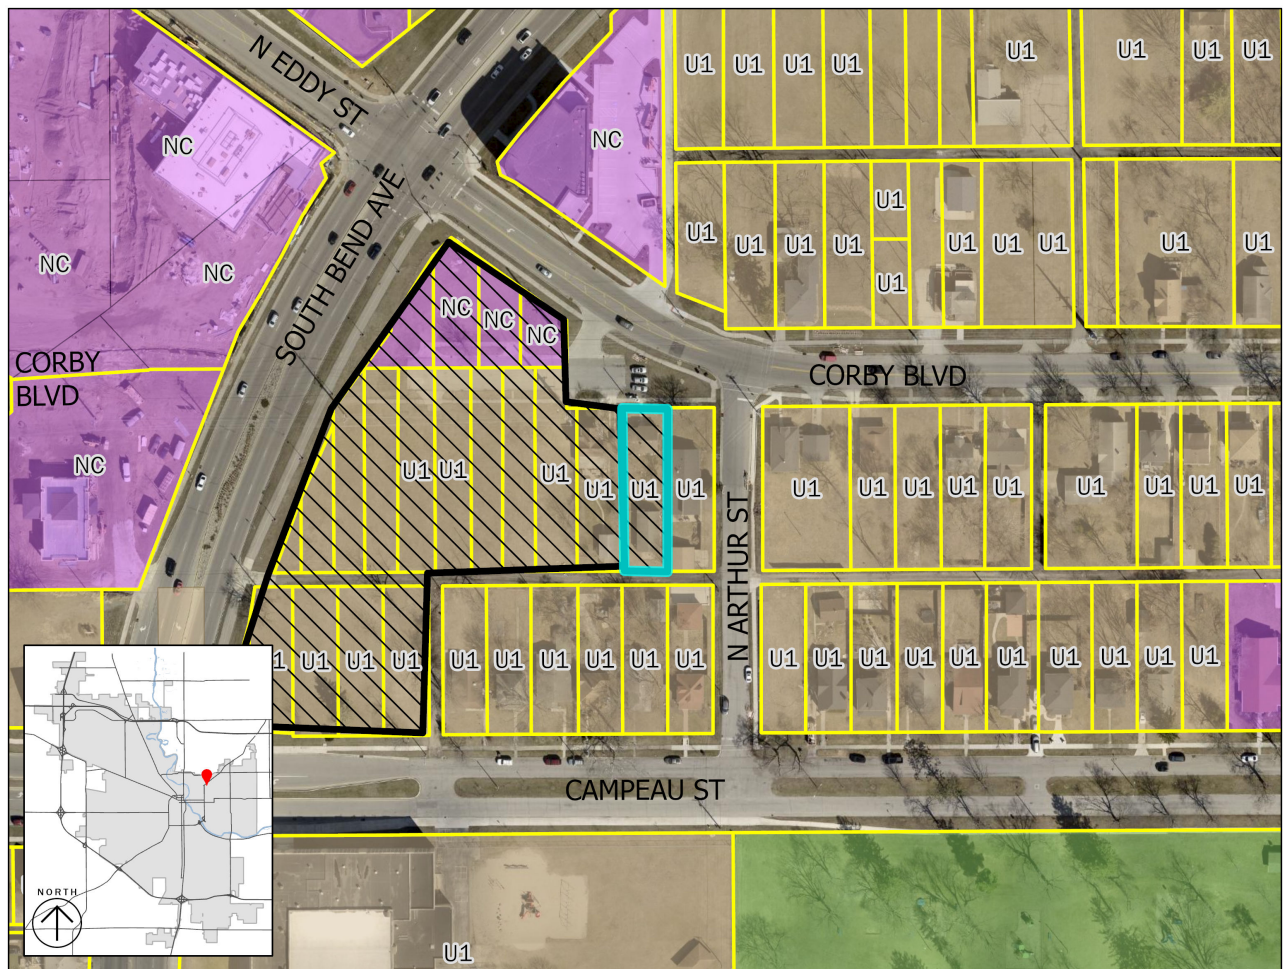 N EDDY ST
U1 U1 U1 U1 U1 U1 U1 U1
NC
NC
SOUTH BEND AVE
U1 U1 U1 U1 U1 U1 U1 U1 U1 U1
U1
NC
NC
NC NC NC
CORBY
BLVD
CORBY BLVD
NC
U1 U1 U1 U1 U1 U1
U1 U1 U1 U1 U1 U1 U1 U1 U1
N ARTHUR ST
U1 U1 U1
U1 U1 U1 U1 U1 U1
U1 U1 U1 U1 U1 U1 U1 U1 U1 U1
CAMPEAU ST
NORTH
U1